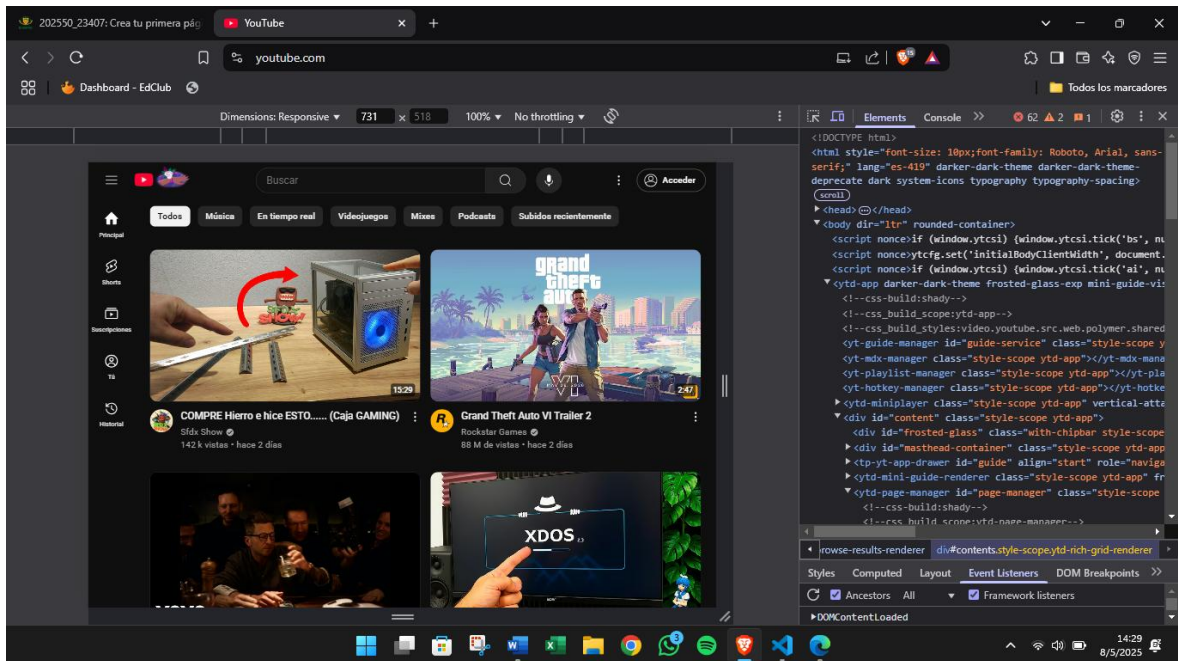 202550_23407: Crea tu primera pág
YouTube
youtube.com
15
Dashboard - EdClub
Todos los marcadores
Dimensions: Responsive 731 x 518 100% No throttling
Elements Console 62 2 1
Buscar
Acceder
Todos Música En tiempo real Videojuegos Mixes Podcasts Subidos recientemente
Principal
Shorts
Suscripciones
Tú
Historial
SHOW!
15:29
grand
theft
auto
VI
2:47
COMPRE Hierro e hice ESTO...... (Caja GAMING)
Sfdx Show
142 k vistas • hace 2 días
Grand Theft Auto VI Trailer 2
Rockstar Games
88 M de vistas • hace 2 días
XDOS
<!DOCTYPE html>
<html style="font-size: 10px;font-family: Roboto, Arial, sans-
serif;" lang="es-419" darker-dark-theme darker-dark-theme-
deprecate dark system-icons typography typography-spacing>
scroll
<head> </head>
<body dir="ltr" rounded-container>
<script nonce>if (window.ytcsi) {window.ytcsi.tick('bs', nu
<script nonce>ytcfg.set('initialBodyClientWidth', document.
<script nonce>if (window.ytcsi) {window.ytcsi.tick('ai', nu
<ytd-app darker-dark-theme frosted-glass-exp mini-guide-vis
<!--css-build:shady-->
<!--css_build_scope:ytd-app-->
<!--css_build_styles:video.youtube.src.web.polymer.shared
<yt-guide-manager id="guide-service" class="style-scope y
<yt-mdx-manager class="style-scope ytd-app"></yt-mdx-mana
<yt-playlist-manager class="style-scope ytd-app"></yt-pla
<yt-hotkey-manager class="style-scope ytd-app"></yt-hotke
<ytd-miniplayer class="style-scope ytd-app" vertical-atta
<div id="content" class="style-scope ytd-app">
<div id="frosted-glass" class="with-chipbar style-scope
<div id="masthead-container" class="style-scope ytd-app
<tp-yt-app-drawer id="guide" align="start" role="naviga
<ytd-mini-guide-renderer class="style-scope ytd-app" fr
<ytd-page-manager id="page-manager" class="style-scope
<!--css-build:shady-->
<!--css_build_scope:ytd-page-manager-->
rowse-results-renderer div#contents.style-scope.ytd-rich-grid-renderer
Styles Computed Layout Event Listeners DOM Breakpoints
Ancestors All Framework listeners
DOMContentLoaded
3
14:29
8/5/2025